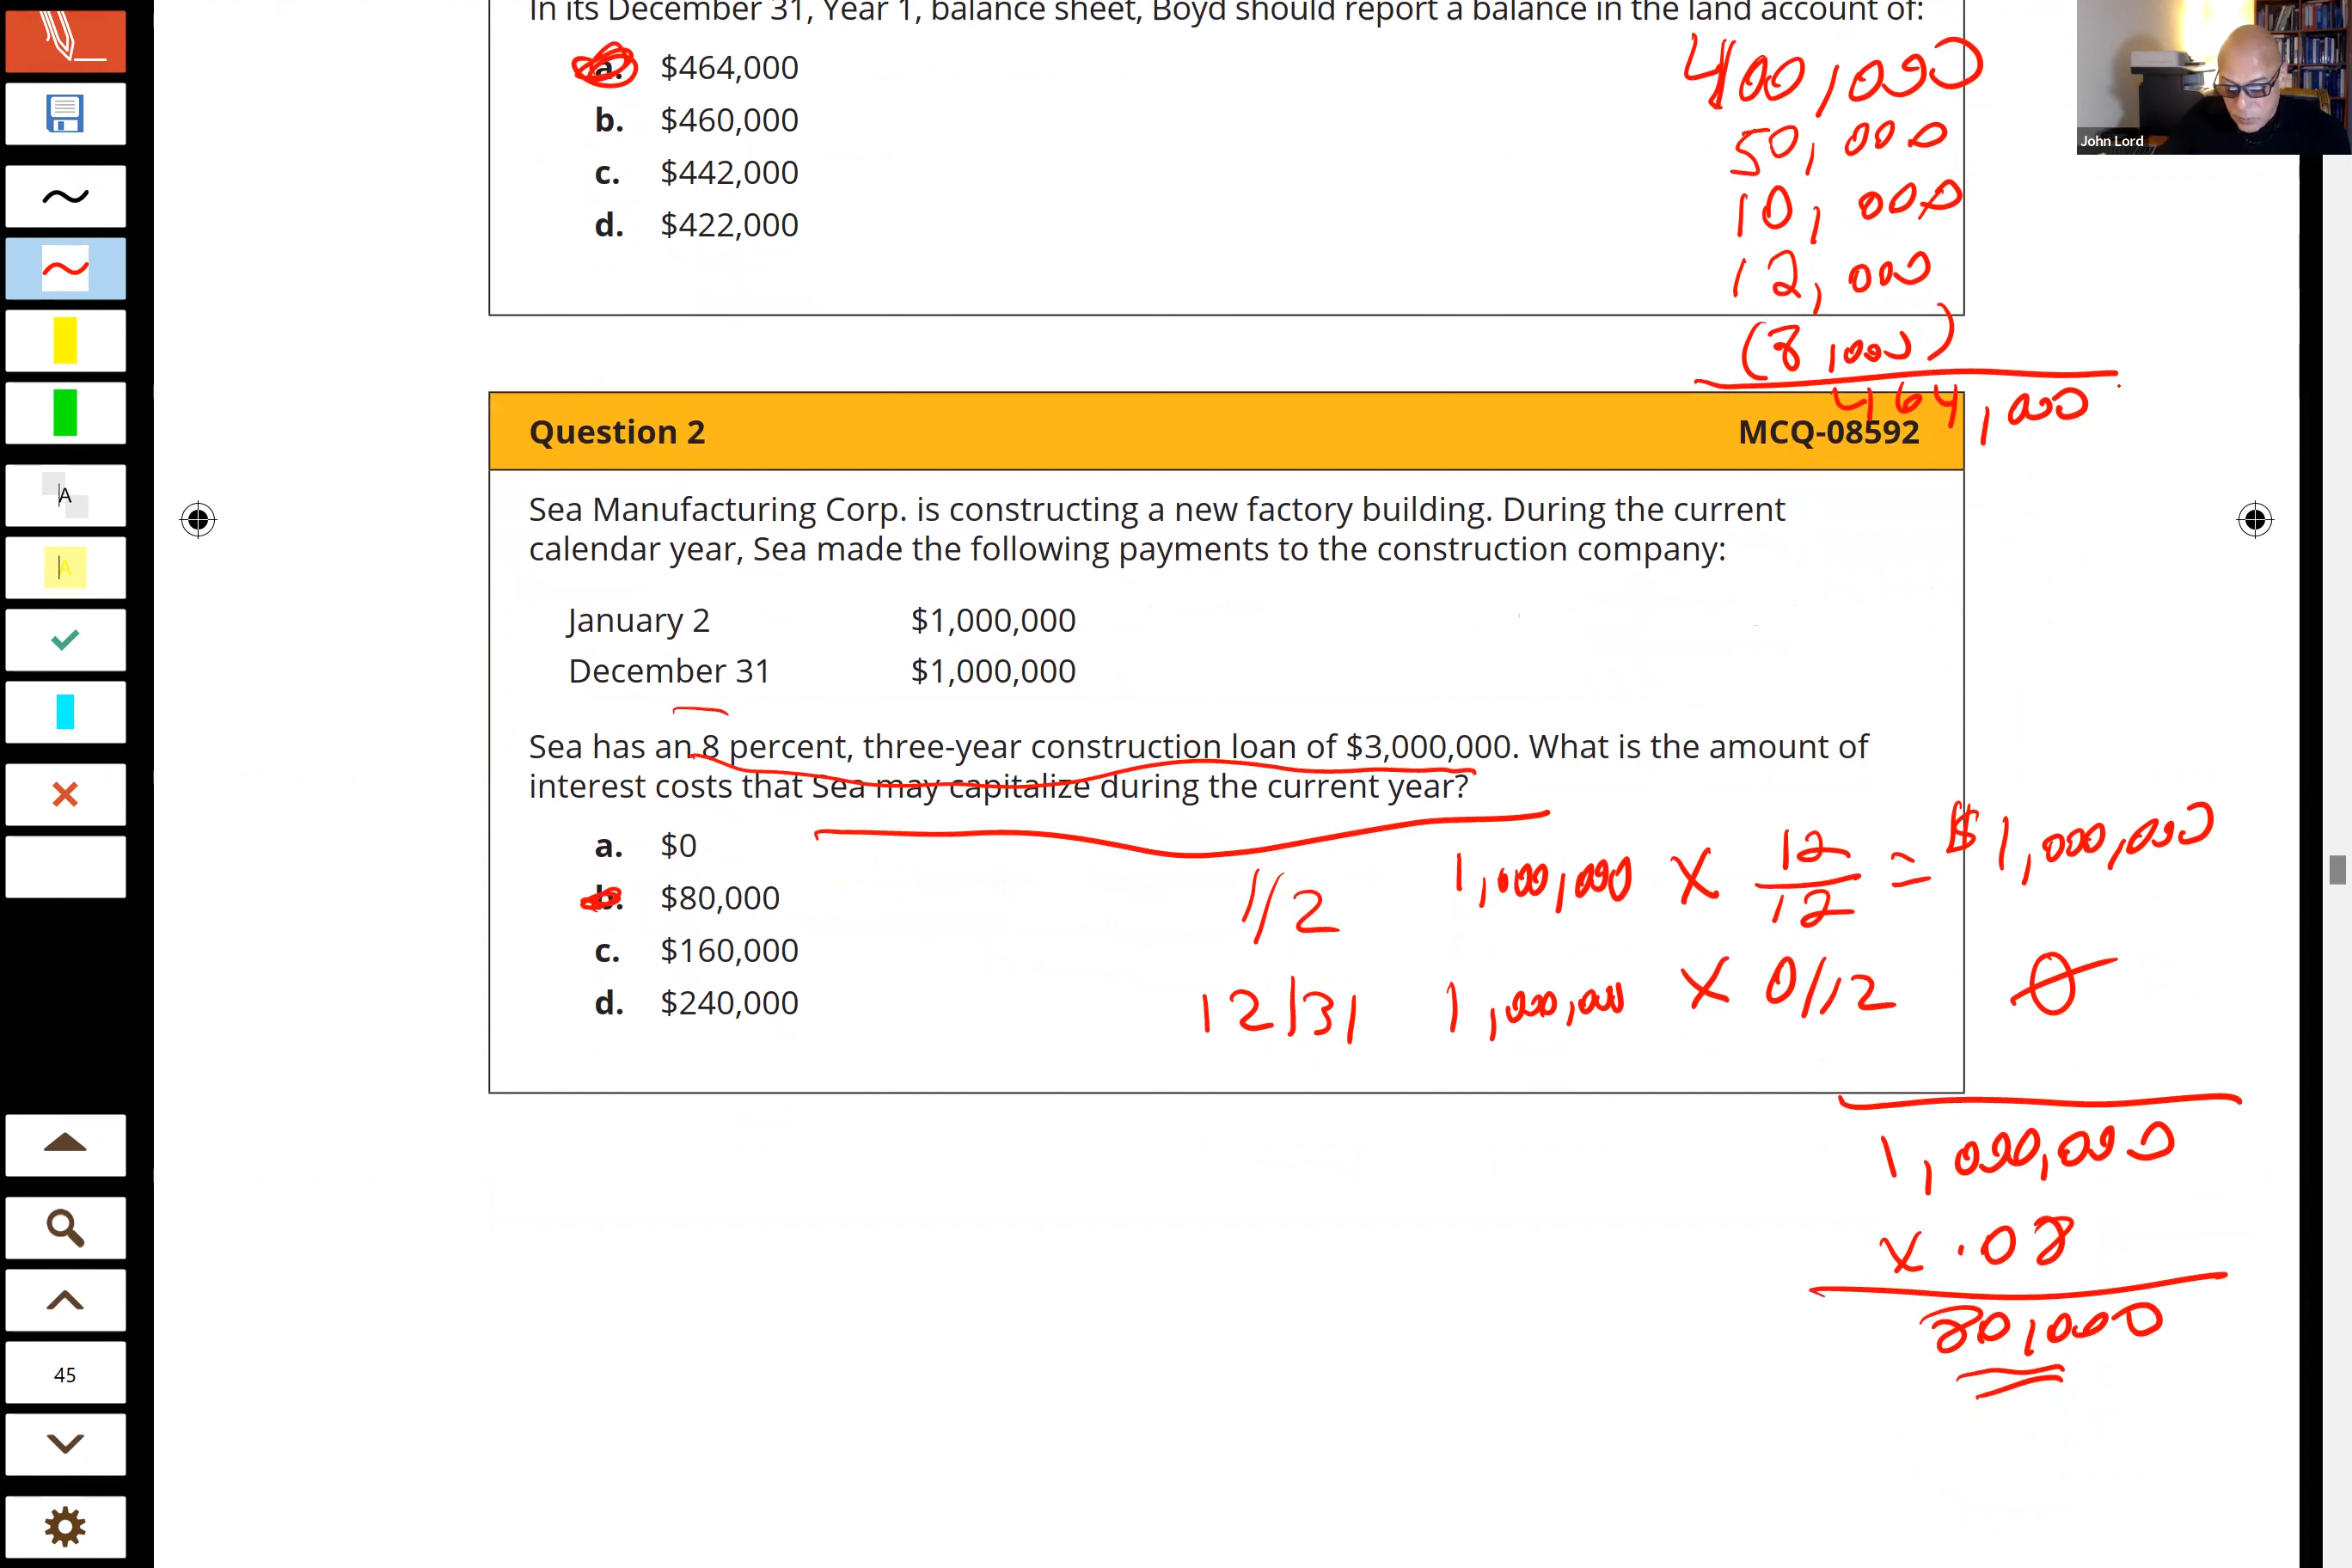 In its December 31, Year 1, balance sheet, Boyd should report a balance in the land account of:
a. $464,000
b. $460,000
c. $442,000
d. $422,000
400,000
50,000
10,000
12,000
(8,000)
464,000
John Lord
Question 2 MCQ-08592
Sea Manufacturing Corp. is constructing a new factory building. During the current
calendar year, Sea made the following payments to the construction company:
January 2 $1,000,000
December 31 $1,000,000
Sea has an 8 percent, three-year construction loan of $3,000,000. What is the amount of
interest costs that Sea may capitalize during the current year?
a. $0
b. $80,000
c. $160,000
d. $240,000
1/2 1,000,000 X 12/12 = $1,000,000
12/31 1,000,000 X 0/12 0
1,000,000
X .08
80,000
A
A
45